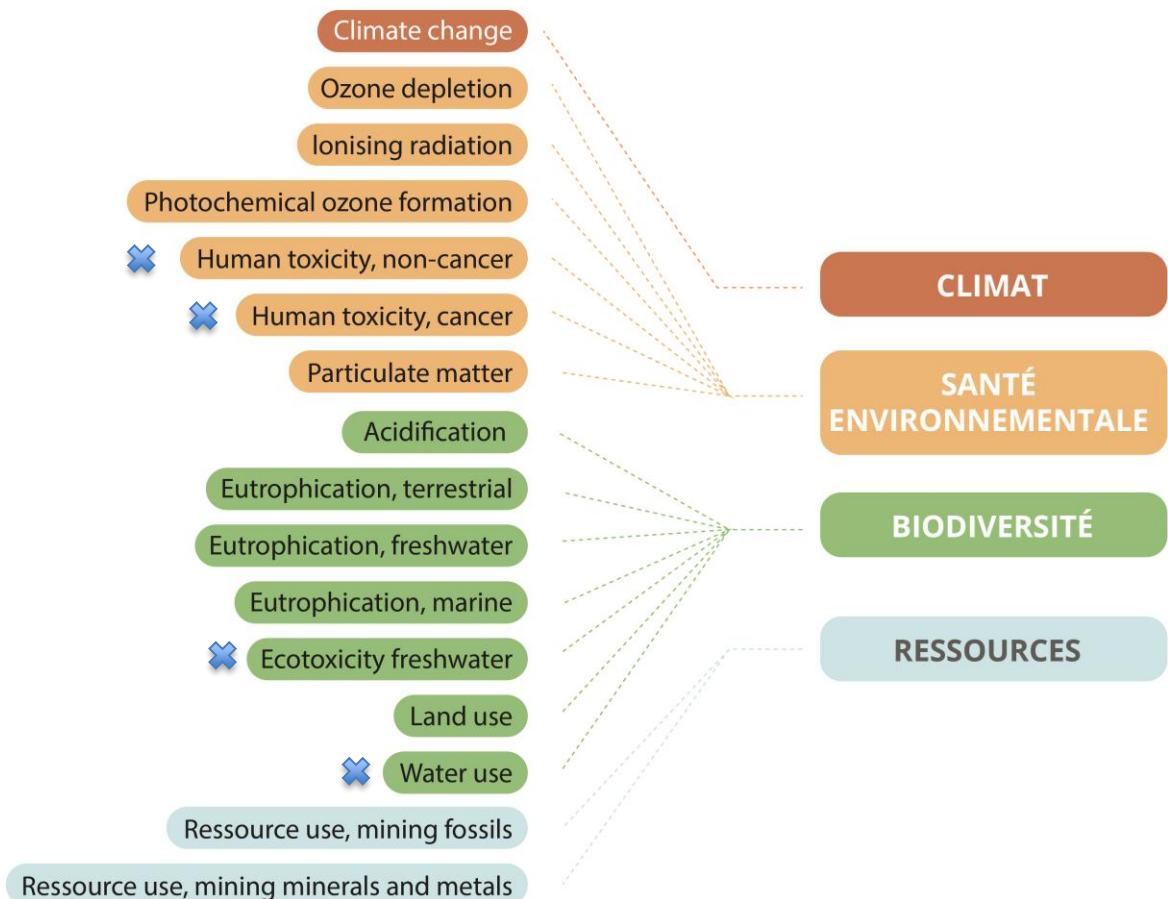 Climate change
Ozone depletion
Ionising radiation
Photochemical ozone formation
Human toxicity, non-cancer
Human toxicity, cancer
Particulate matter
Acidification
Eutrophication, terrestrial
Eutrophication, freshwater
Eutrophication, marine
Ecotoxicity freshwater
Land use
Water use
Ressource use, mining fossils
Ressource use, mining minerals and metals
CLIMAT
SANTÉ
ENVIRONNEMENTALE
BIODIVERSITÉ
RESSOURCES